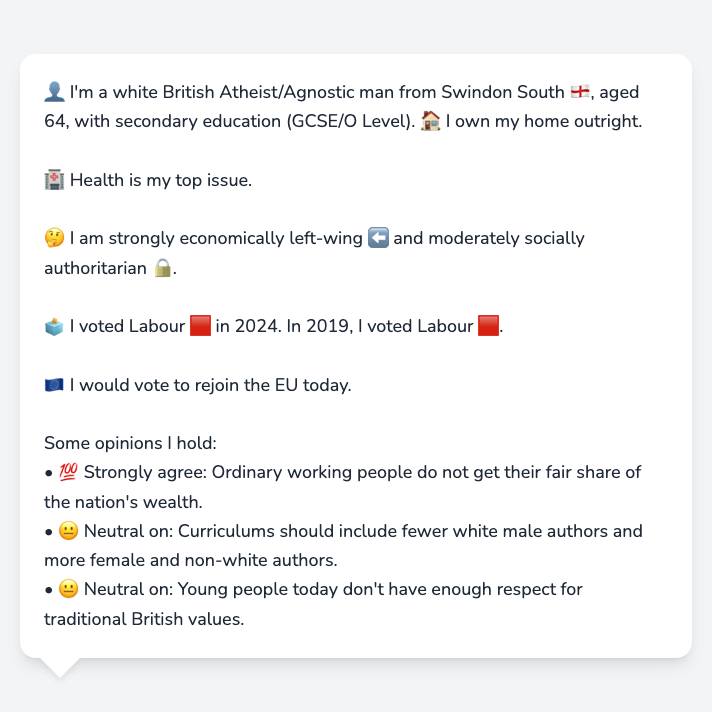 👤 I'm a white British Atheist/Agnostic man from Swindon South 🏴󠁧󠁢󠁥󠁮󠁧󠁿, aged
64, with secondary education (GCSE/O Level). 🏠 I own my home outright.
🏥 Health is my top issue.
🤔 I am strongly economically left-wing ⬅️ and moderately socially
authoritarian 🔒.
🗳️ I voted Labour 🟥 in 2024. In 2019, I voted Labour 🟥.
🇪🇺 I would vote to rejoin the EU today.
Some opinions I hold:
• 💯 Strongly agree: Ordinary working people do not get their fair share of
the nation's wealth.
• 😐 Neutral on: Curriculums should include fewer white male authors and
more female and non-white authors.
• 😐 Neutral on: Young people today don't have enough respect for
traditional British values.